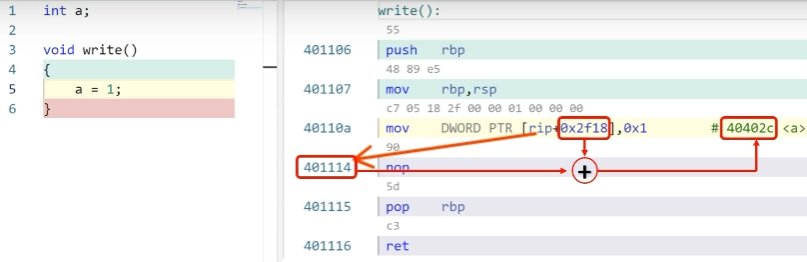 1 int a;
2
3 void write()
4 {
5 a = 1;
6 }
write():
55
401106 push rbp
48 89 e5
401107 mov rbp,rsp
c7 05 18 2f 00 00 01 00 00 00
40110a mov DWORD PTR [rip+0x2f18],0x1 # 40402c <a>
90
401114 nop
+
5d
401115 pop rbp
c3
401116 ret